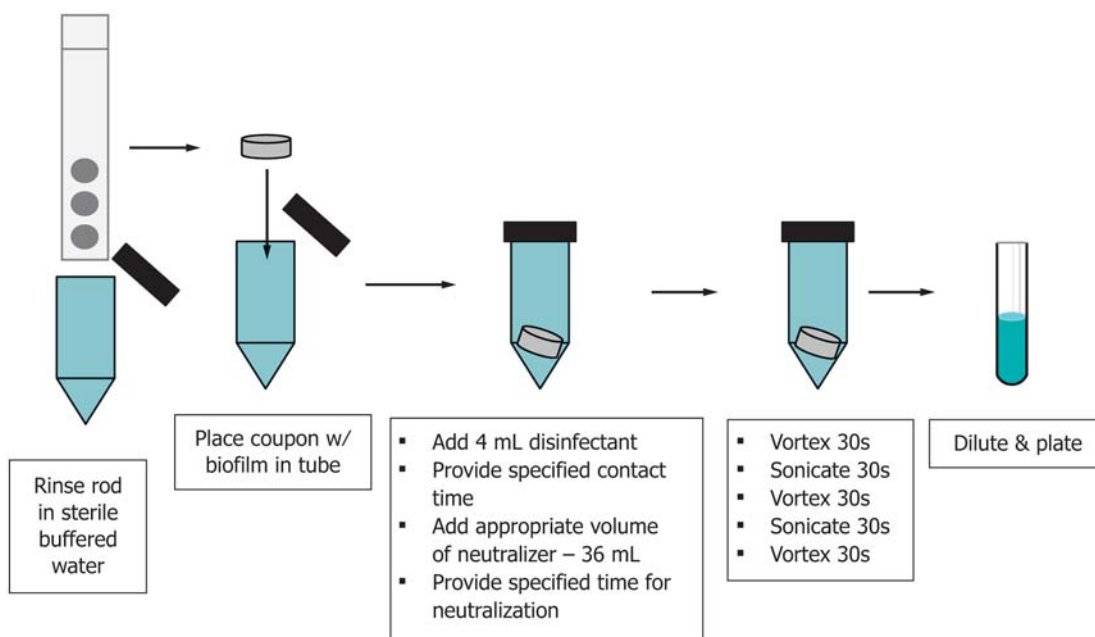 Rinse rod
in sterile
buffered
water
Place coupon w/
biofilm in tube
▪ Add 4 mL disinfectant
▪ Provide specified contact
time
▪ Add appropriate volume
of neutralizer – 36 mL
▪ Provide specified time for
neutralization
▪ Vortex 30s
▪ Sonicate 30s
▪ Vortex 30s
▪ Sonicate 30s
▪ Vortex 30s
Dilute & plate